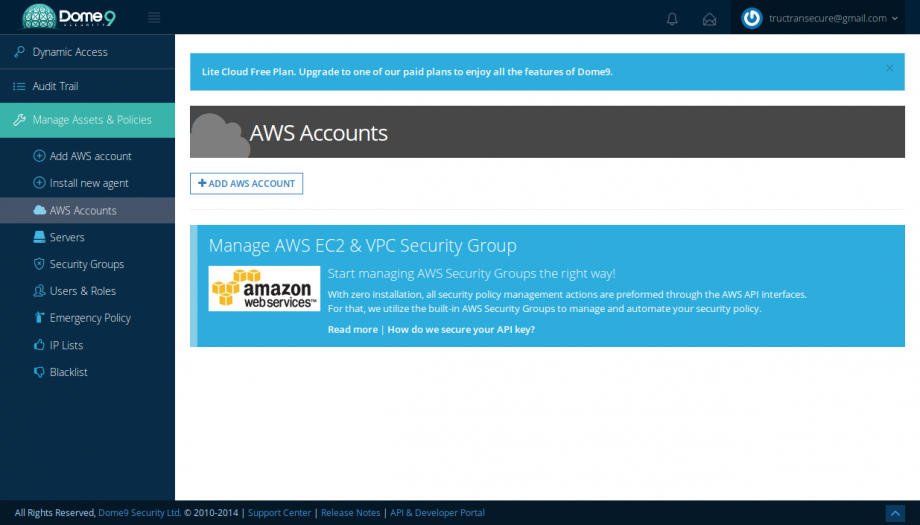 Dome9
SECURITY
tructransecure@gmail.com
Dynamic Access
Audit Trail
Manage Assets & Policies
Add AWS account
Install new agent
AWS Accounts
Servers
Security Groups
Users & Roles
Emergency Policy
IP Lists
Blacklist
Lite Cloud Free Plan. Upgrade to one of our paid plans to enjoy all the features of Dome9.
AWS Accounts
ADD AWS ACCOUNT
Manage AWS EC2 & VPC Security Group
amazon
web services™
Start managing AWS Security Groups the right way!
With zero installation, all security policy management actions are preformed through the AWS API interfaces.
For that, we utilize the built-in AWS Security Groups to manage and automate your security policy.
Read more | How do we secure your API key?
All Rights Reserved, Dome9 Security Ltd. © 2010-2014 | Support Center | Release Notes | API & Developer Portal